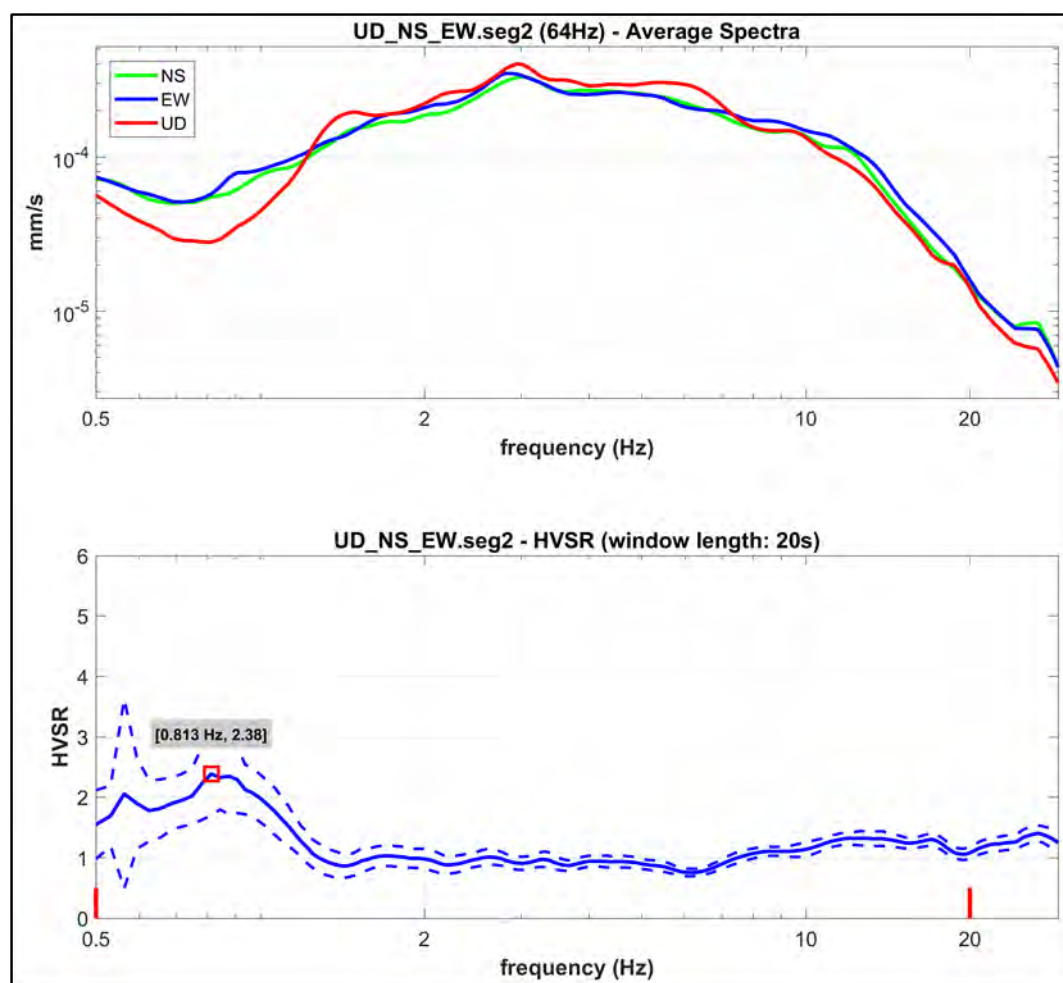 UD_NS_EW.seg2 (64Hz) - Average Spectra
NS
EW
UD
10^-4
10^-5
mm/s
0.5 2 10 20
frequency (Hz)
UD_NS_EW.seg2 - HVSR (window length: 20s)
6
5
4
3
2
1
0
HVSR
[0.813 Hz, 2.38]
0.5 2 10 20
frequency (Hz)